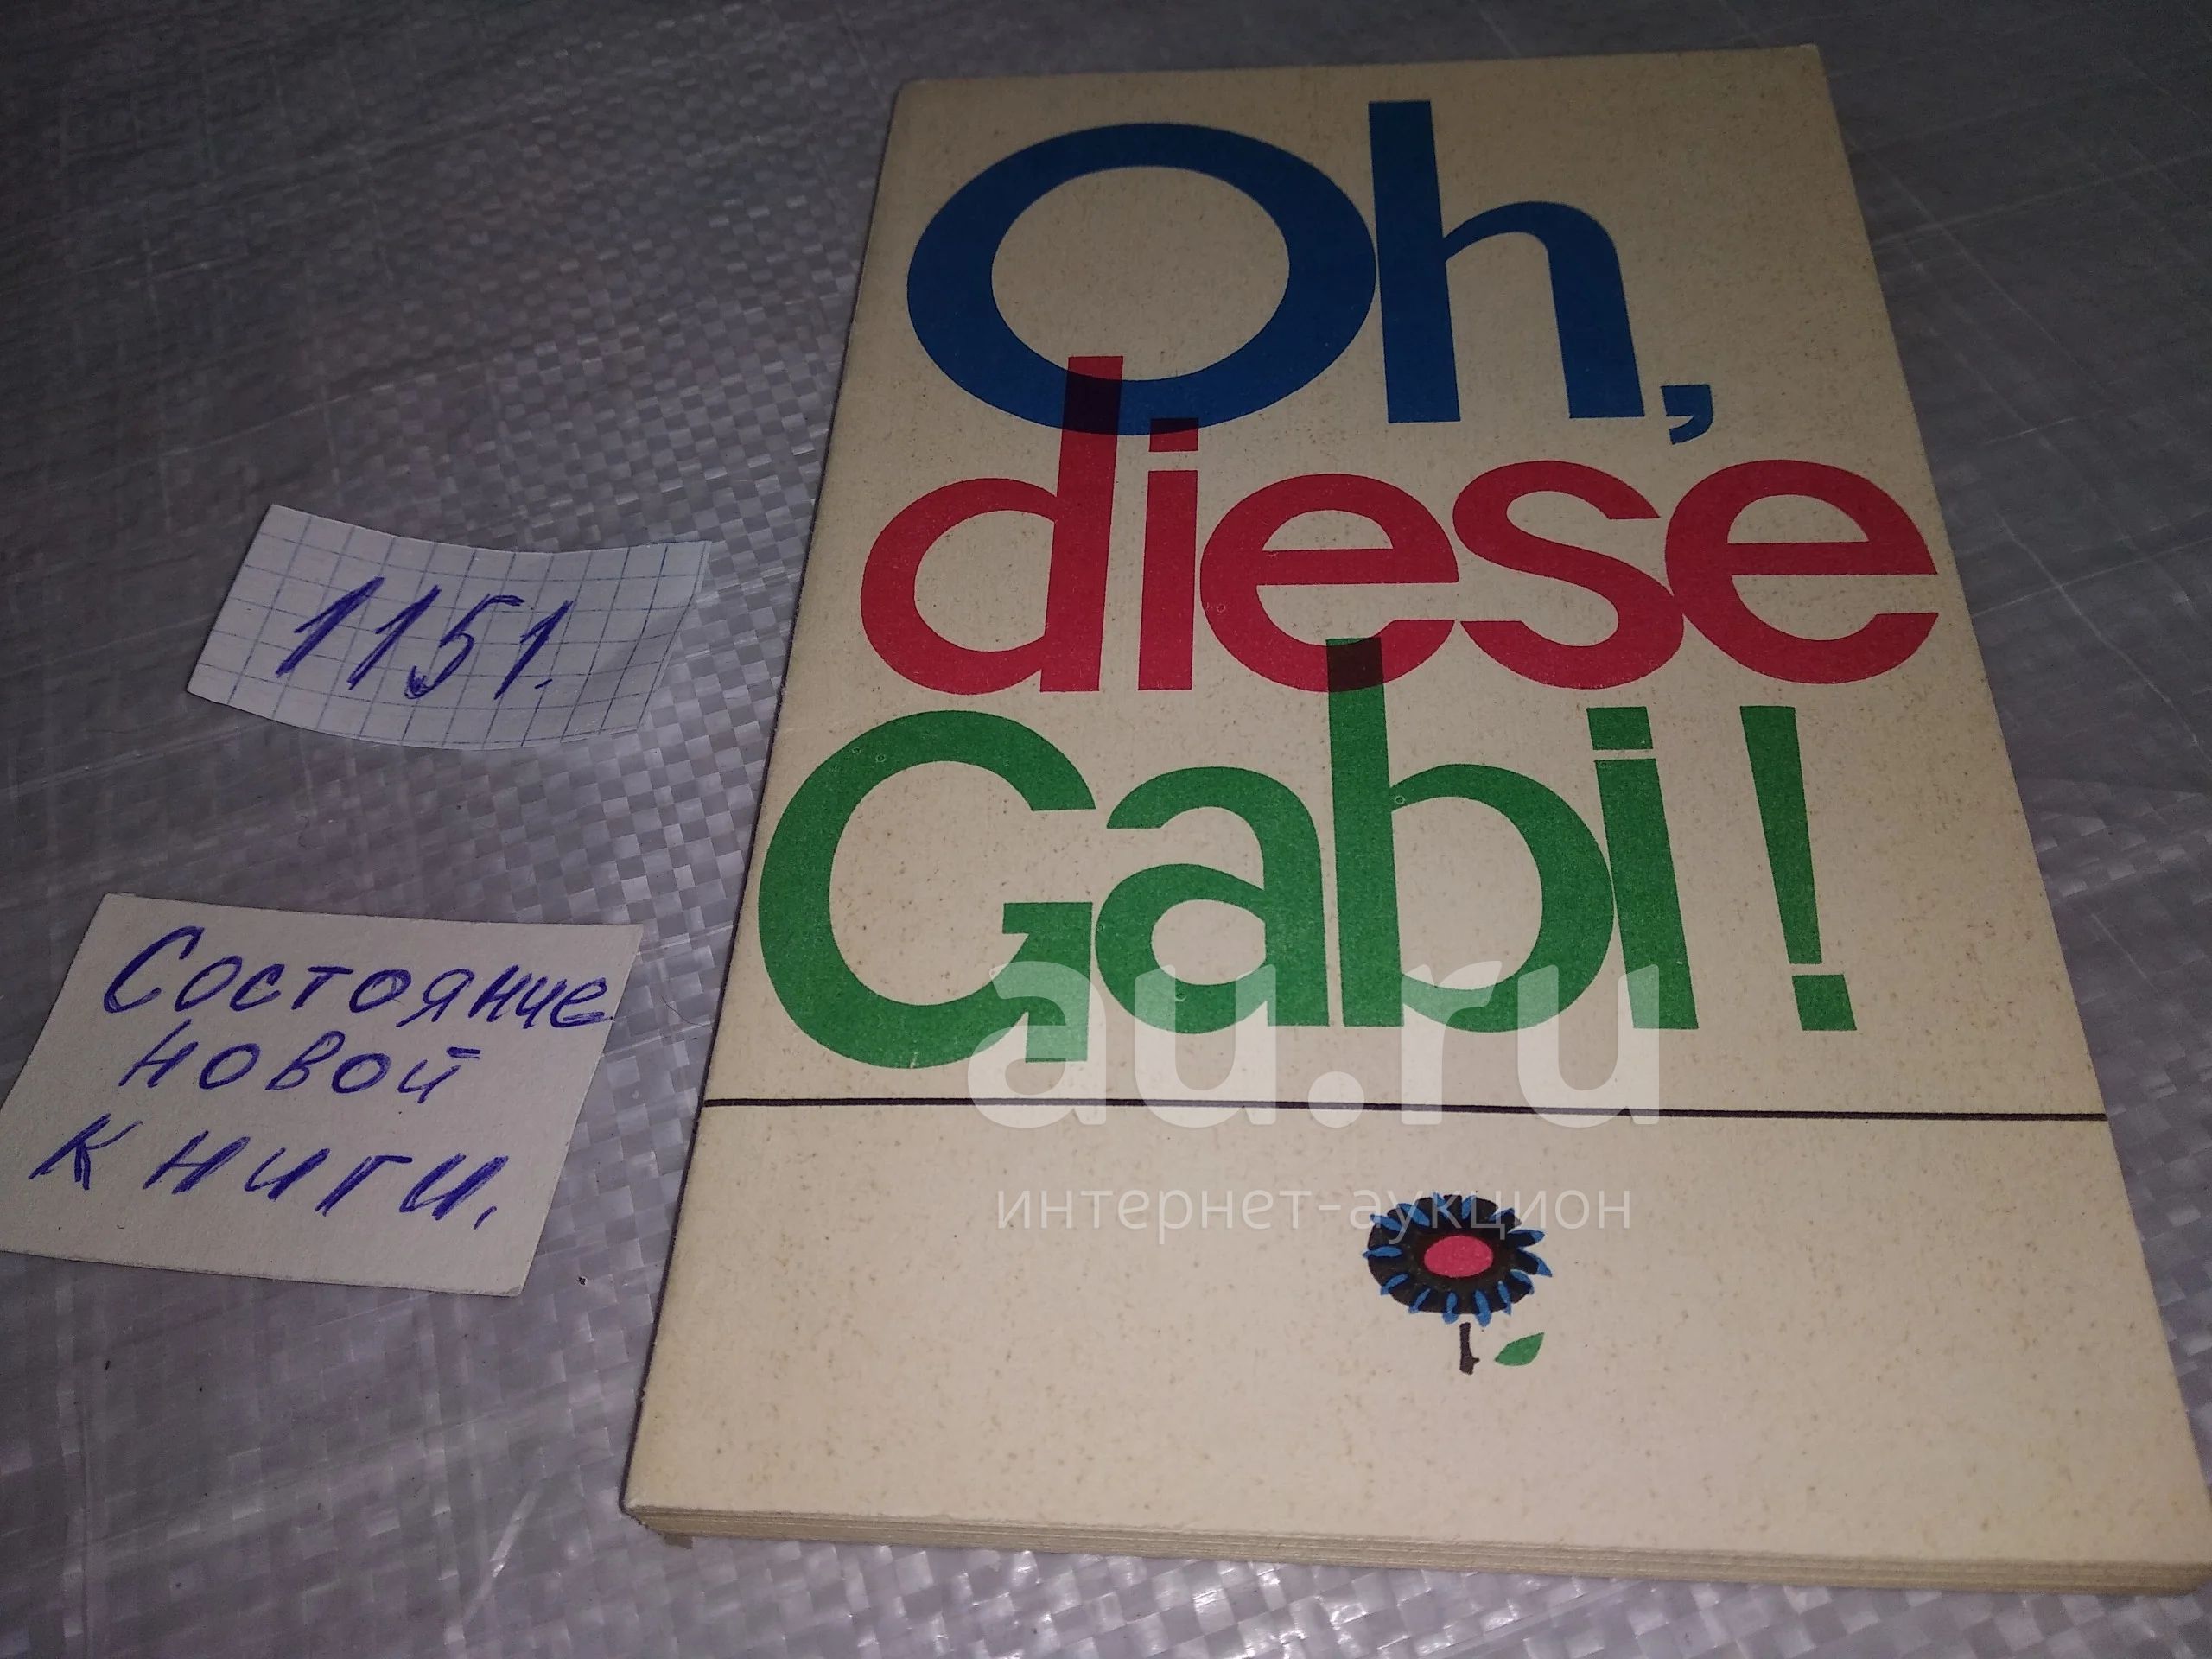 Oh,
diese
Gabi!
1151.
Состояние
новой
книги.
au.ru
интернет-аукцион